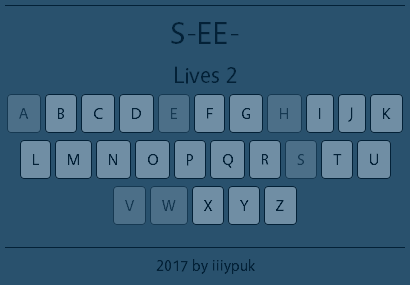 S-EE-
Lives 2
A B C D E F G H I J K
L M N O P Q R S T U
V W X Y Z
2017 by iiiypuk